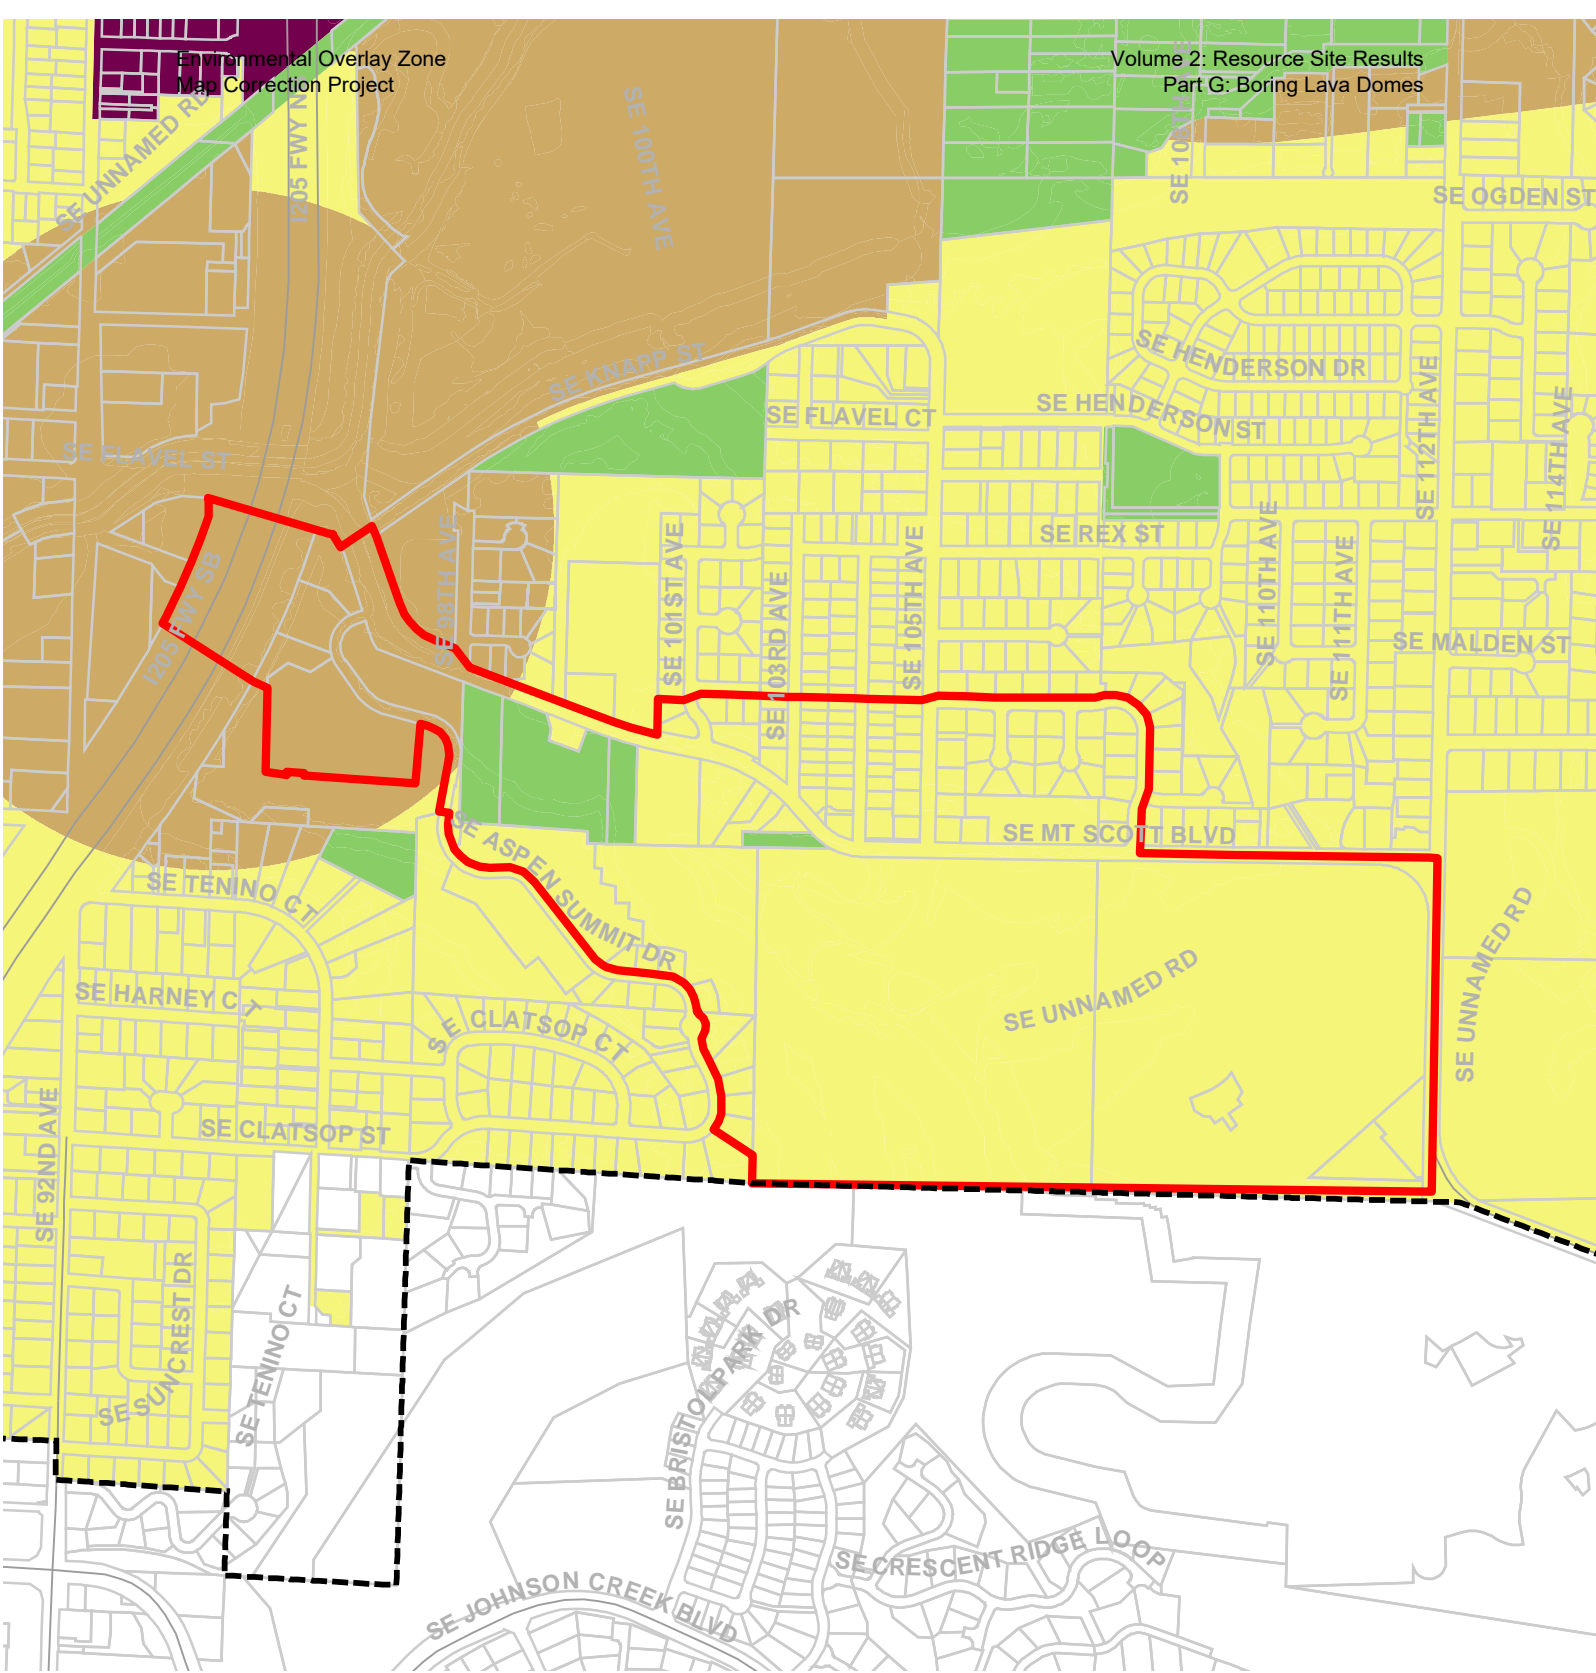 Environmental Overlay Zone
Map Correction Project
Volume 2: Resource Site Results
Part G: Boring Lava Domes
SE UNNAMED RD
I205 FWY N
SE 100TH AVE
SE OGDEN ST
SE KNAPP ST
SE HENDERSON DR
SE FLAVEL CT
SE HENDERSON ST
SE 112TH AVE
SE 114TH AVE
SE FLAVEL ST
SE 98TH AVE
I205 FWY SB
SE REX ST
SE 101ST AVE
SE 103RD AVE
SE 105TH AVE
SE 110TH AVE
SE 111TH AVE
SE MALDEN ST
SE MT SCOTT BLVD
SE ASPEN SUMMIT DR
SE TENINO CT
SE UNNAMED RD
SE UNNAMED RD
SE HARNEY CT
SE CLATSOP CT
SE 92ND AVE
SE CLATSOP ST
SE SUNCREST DR
SE TENINO CT
SE BRISTOL PARK DR
SE CRESCENT RIDGE LOOP
SE JOHNSON CREEK BLVD